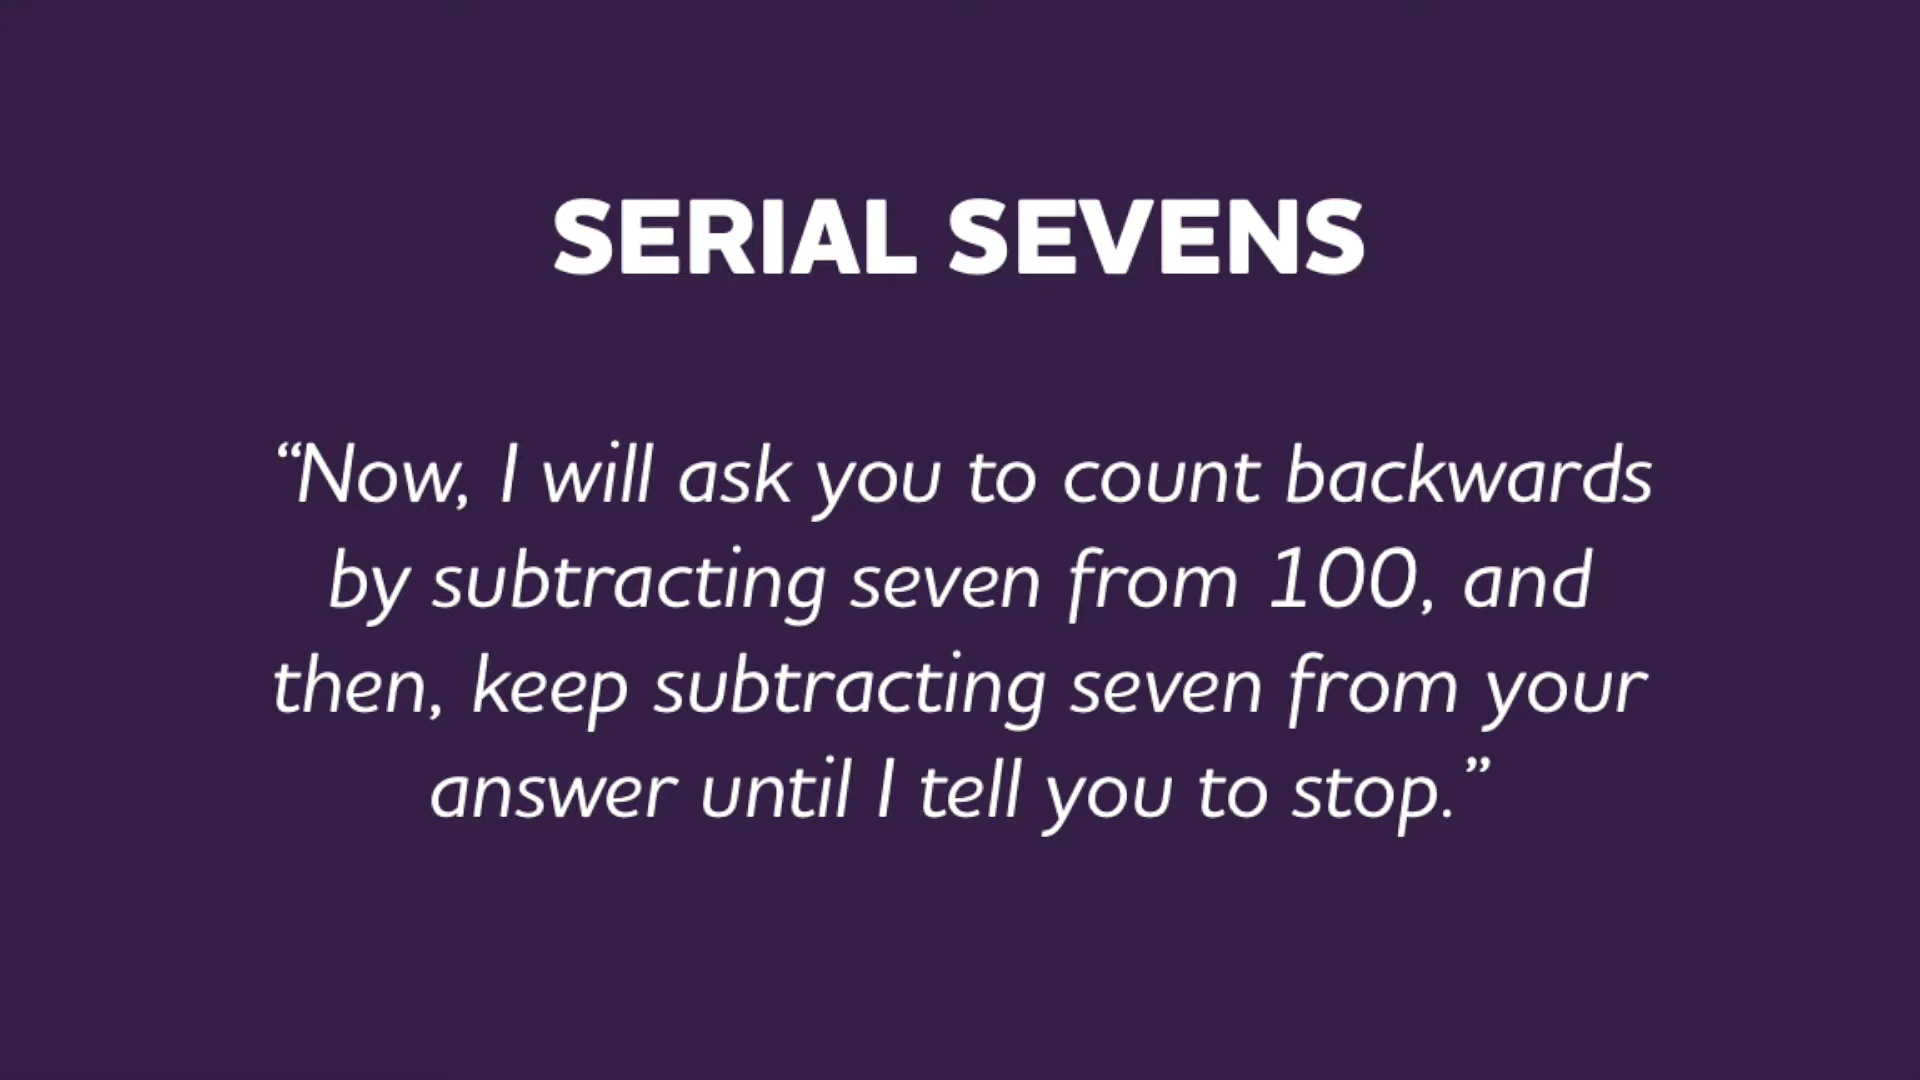 SERIAL SEVENS
“Now, I will ask you to count backwards
by subtracting seven from 100, and
then, keep subtracting seven from your
answer until I tell you to stop.”